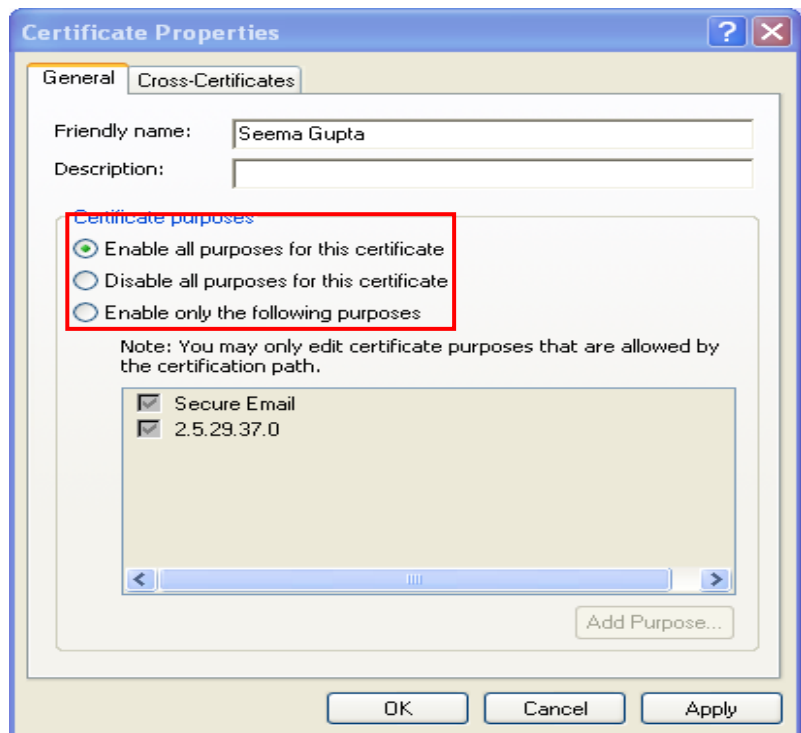 Certificate Properties
General
Cross-Certificates
Friendly name:
Seema Gupta
Description:
Certificate purposes
Enable all purposes for this certificate
Disable all purposes for this certificate
Enable only the following purposes
Note: You may only edit certificate purposes that are allowed by
the certification path.
Secure Email
2.5.29.37.0
Add Purpose...
OK
Cancel
Apply